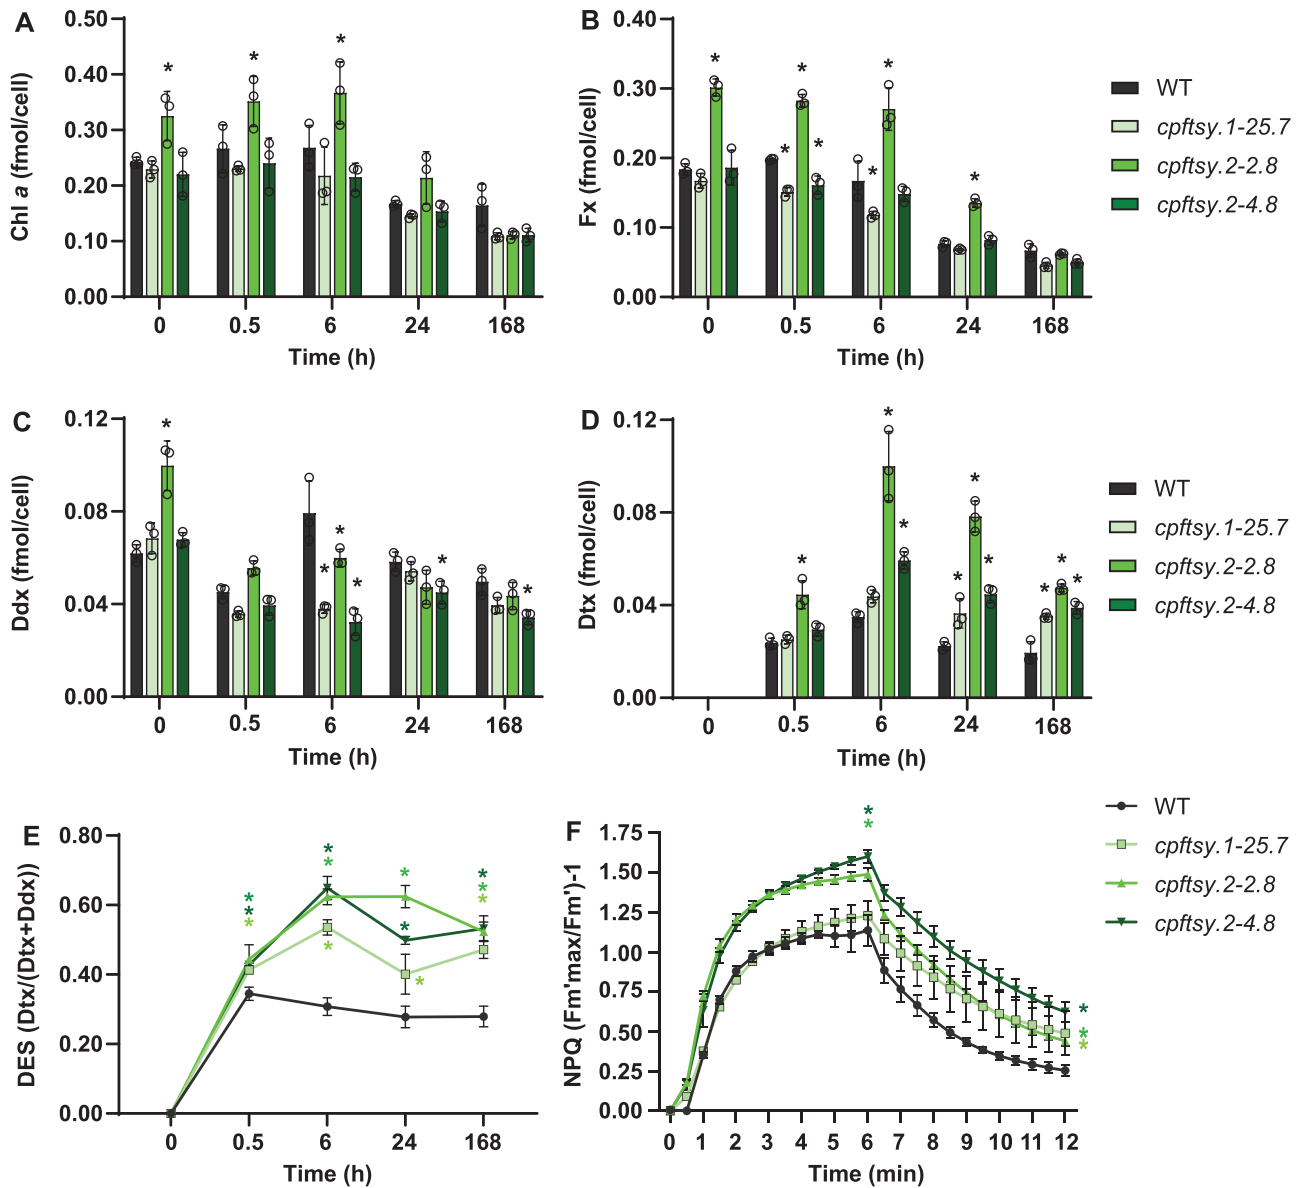 A
Chl a (fmol/cell)
0.50
0.40
0.30
0.20
0.10
0.00
* * *
0 0.5 6 24 168
Time (h)
B
Fx (fmol/cell)
0.40
0.30
0.20
0.10
0.00
* * * * * * *
0 0.5 6 24 168
Time (h)
WT
cpftsy.1-25.7
cpftsy.2-2.8
cpftsy.2-4.8
C
Ddx (fmol/cell)
0.12
0.08
0.04
0.00
* * * * * *
0 0.5 6 24 168
Time (h)
D
Dtx (fmol/cell)
0.12
0.08
0.04
0.00
* * * * * * * * *
0 0.5 6 24 168
Time (h)
WT
cpftsy.1-25.7
cpftsy.2-2.8
cpftsy.2-4.8
E
DES (Dtx/(Dtx+Ddx))
0.80
0.60
0.40
0.20
0.00
* * * * * * * * * * * *
0 0.5 6 24 168
Time (h)
F
NPQ (Fm'max/Fm')-1
1.75
1.50
1.25
1.00
0.75
0.50
0.25
0.00
* * * * *
0 1 2 3 4 5 6 7 8 9 10 11 12
Time (min)
WT
cpftsy.1-25.7
cpftsy.2-2.8
cpftsy.2-4.8